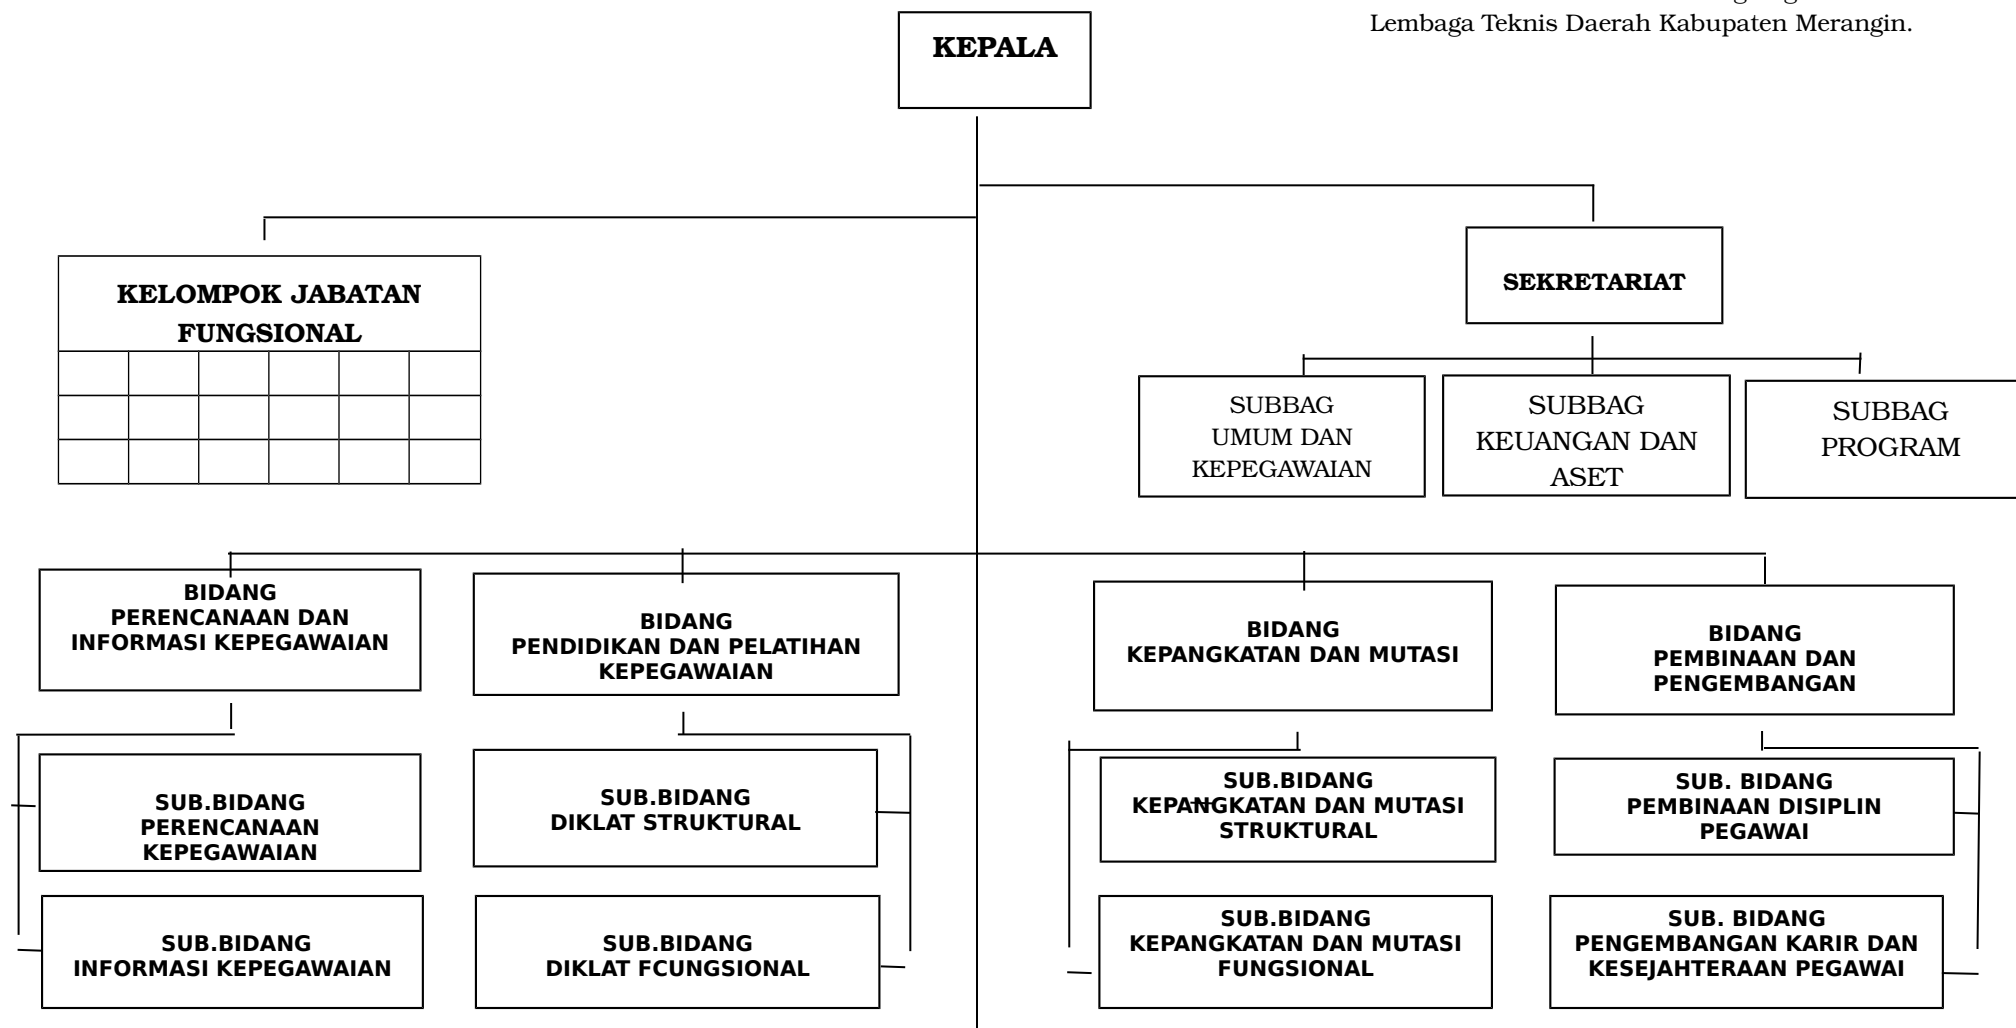 Lembaga Teknis Daerah Kabupaten Merangin.
KEPALA
KELOMPOK JABATAN
FUNGSIONAL
SEKRETARIAT
SUBBAG
UMUM DAN
KEPEGAWAIAN
SUBBAG
KEUANGAN DAN
ASET
SUBBAG
PROGRAM
BIDANG
PERENCANAAN DAN
INFORMASI KEPEGAWAIAN
BIDANG
PENDIDIKAN DAN PELATIHAN
KEPEGAWAIAN
BIDANG
KEPANGKATAN DAN MUTASI
BIDANG
PEMBINAAN DAN
PENGEMBANGAN
SUB.BIDANG
PERENCANAAN
KEPEGAWAIAN
SUB.BIDANG
DIKLAT STRUKTURAL
SUB.BIDANG
KEPANGKATAN DAN MUTASI
STRUKTURAL
SUB. BIDANG
PEMBINAAN DISIPLIN
PEGAWAI
SUB.BIDANG
INFORMASI KEPEGAWAIAN
SUB.BIDANG
DIKLAT FCUNGSIONAL
SUB.BIDANG
KEPANGKATAN DAN MUTASI
FUNGSIONAL
SUB. BIDANG
PENGEMBANGAN KARIR DAN
KESEJAHTERAAN PEGAWAI